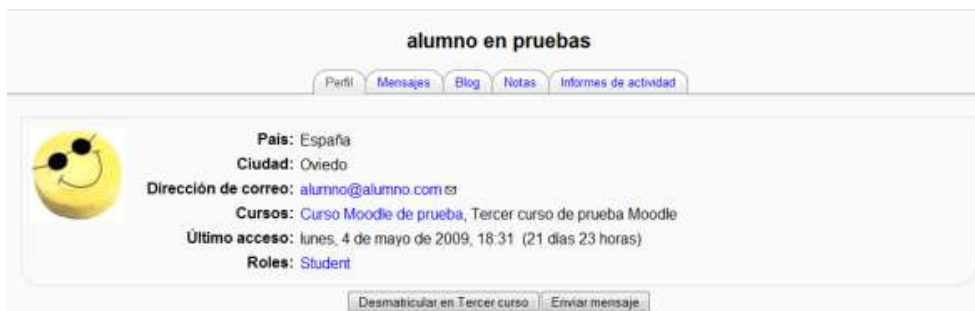 alumno en pruebas
Perfil Mensajes Blog Notas Informes de actividad
País: España
Ciudad: Oviedo
Dirección de correo: alumno@alumno.com
Cursos: Curso Moodle de prueba, Tercer curso de prueba Moodle
Último acceso: lunes, 4 de mayo de 2009, 18:31 (21 días 23 horas)
Roles: Student
Desmatricular en Tercer curso Enviar mensaje